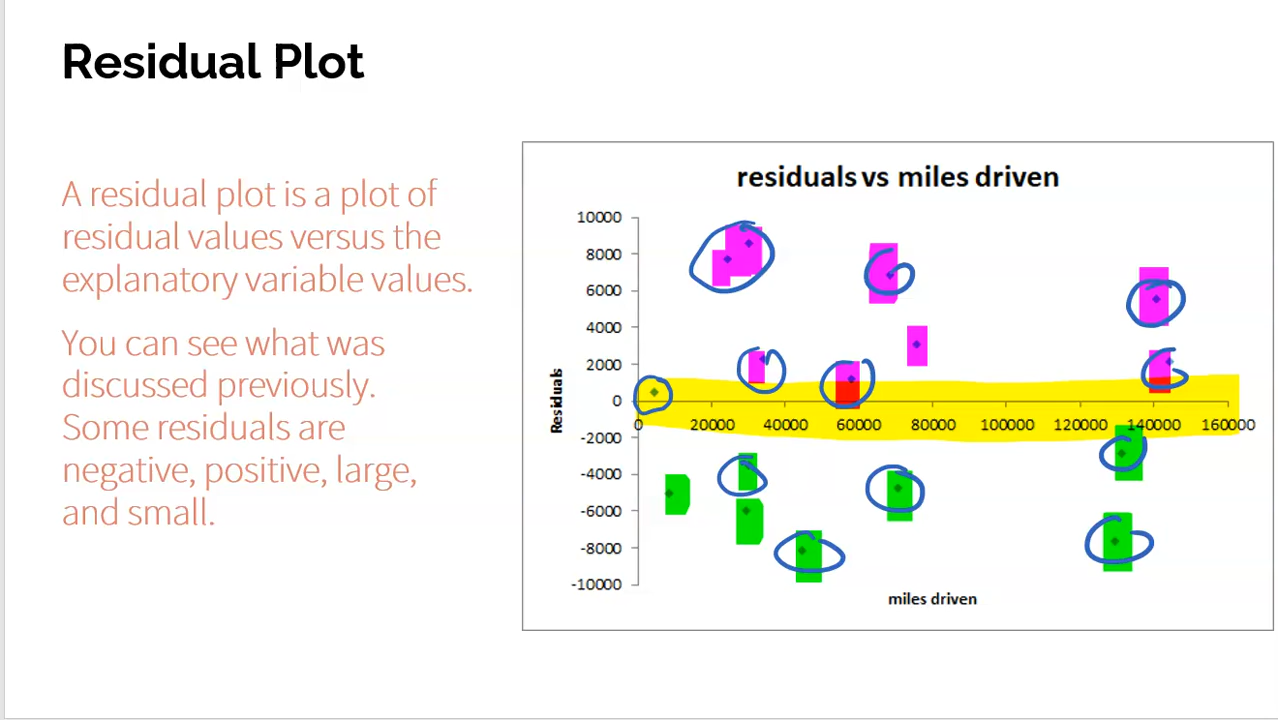 Residual Plot
A residual plot is a plot of
residual values versus the
explanatory variable values.
You can see what was
discussed previously.
Some residuals are
negative, positive, large,
and small.
residuals vs miles driven
10000
8000
6000
4000
2000
0
-2000
-4000
-6000
-8000
-10000
Residuals
0 20000 40000 60000 80000 100000 120000 140000 160000
miles driven